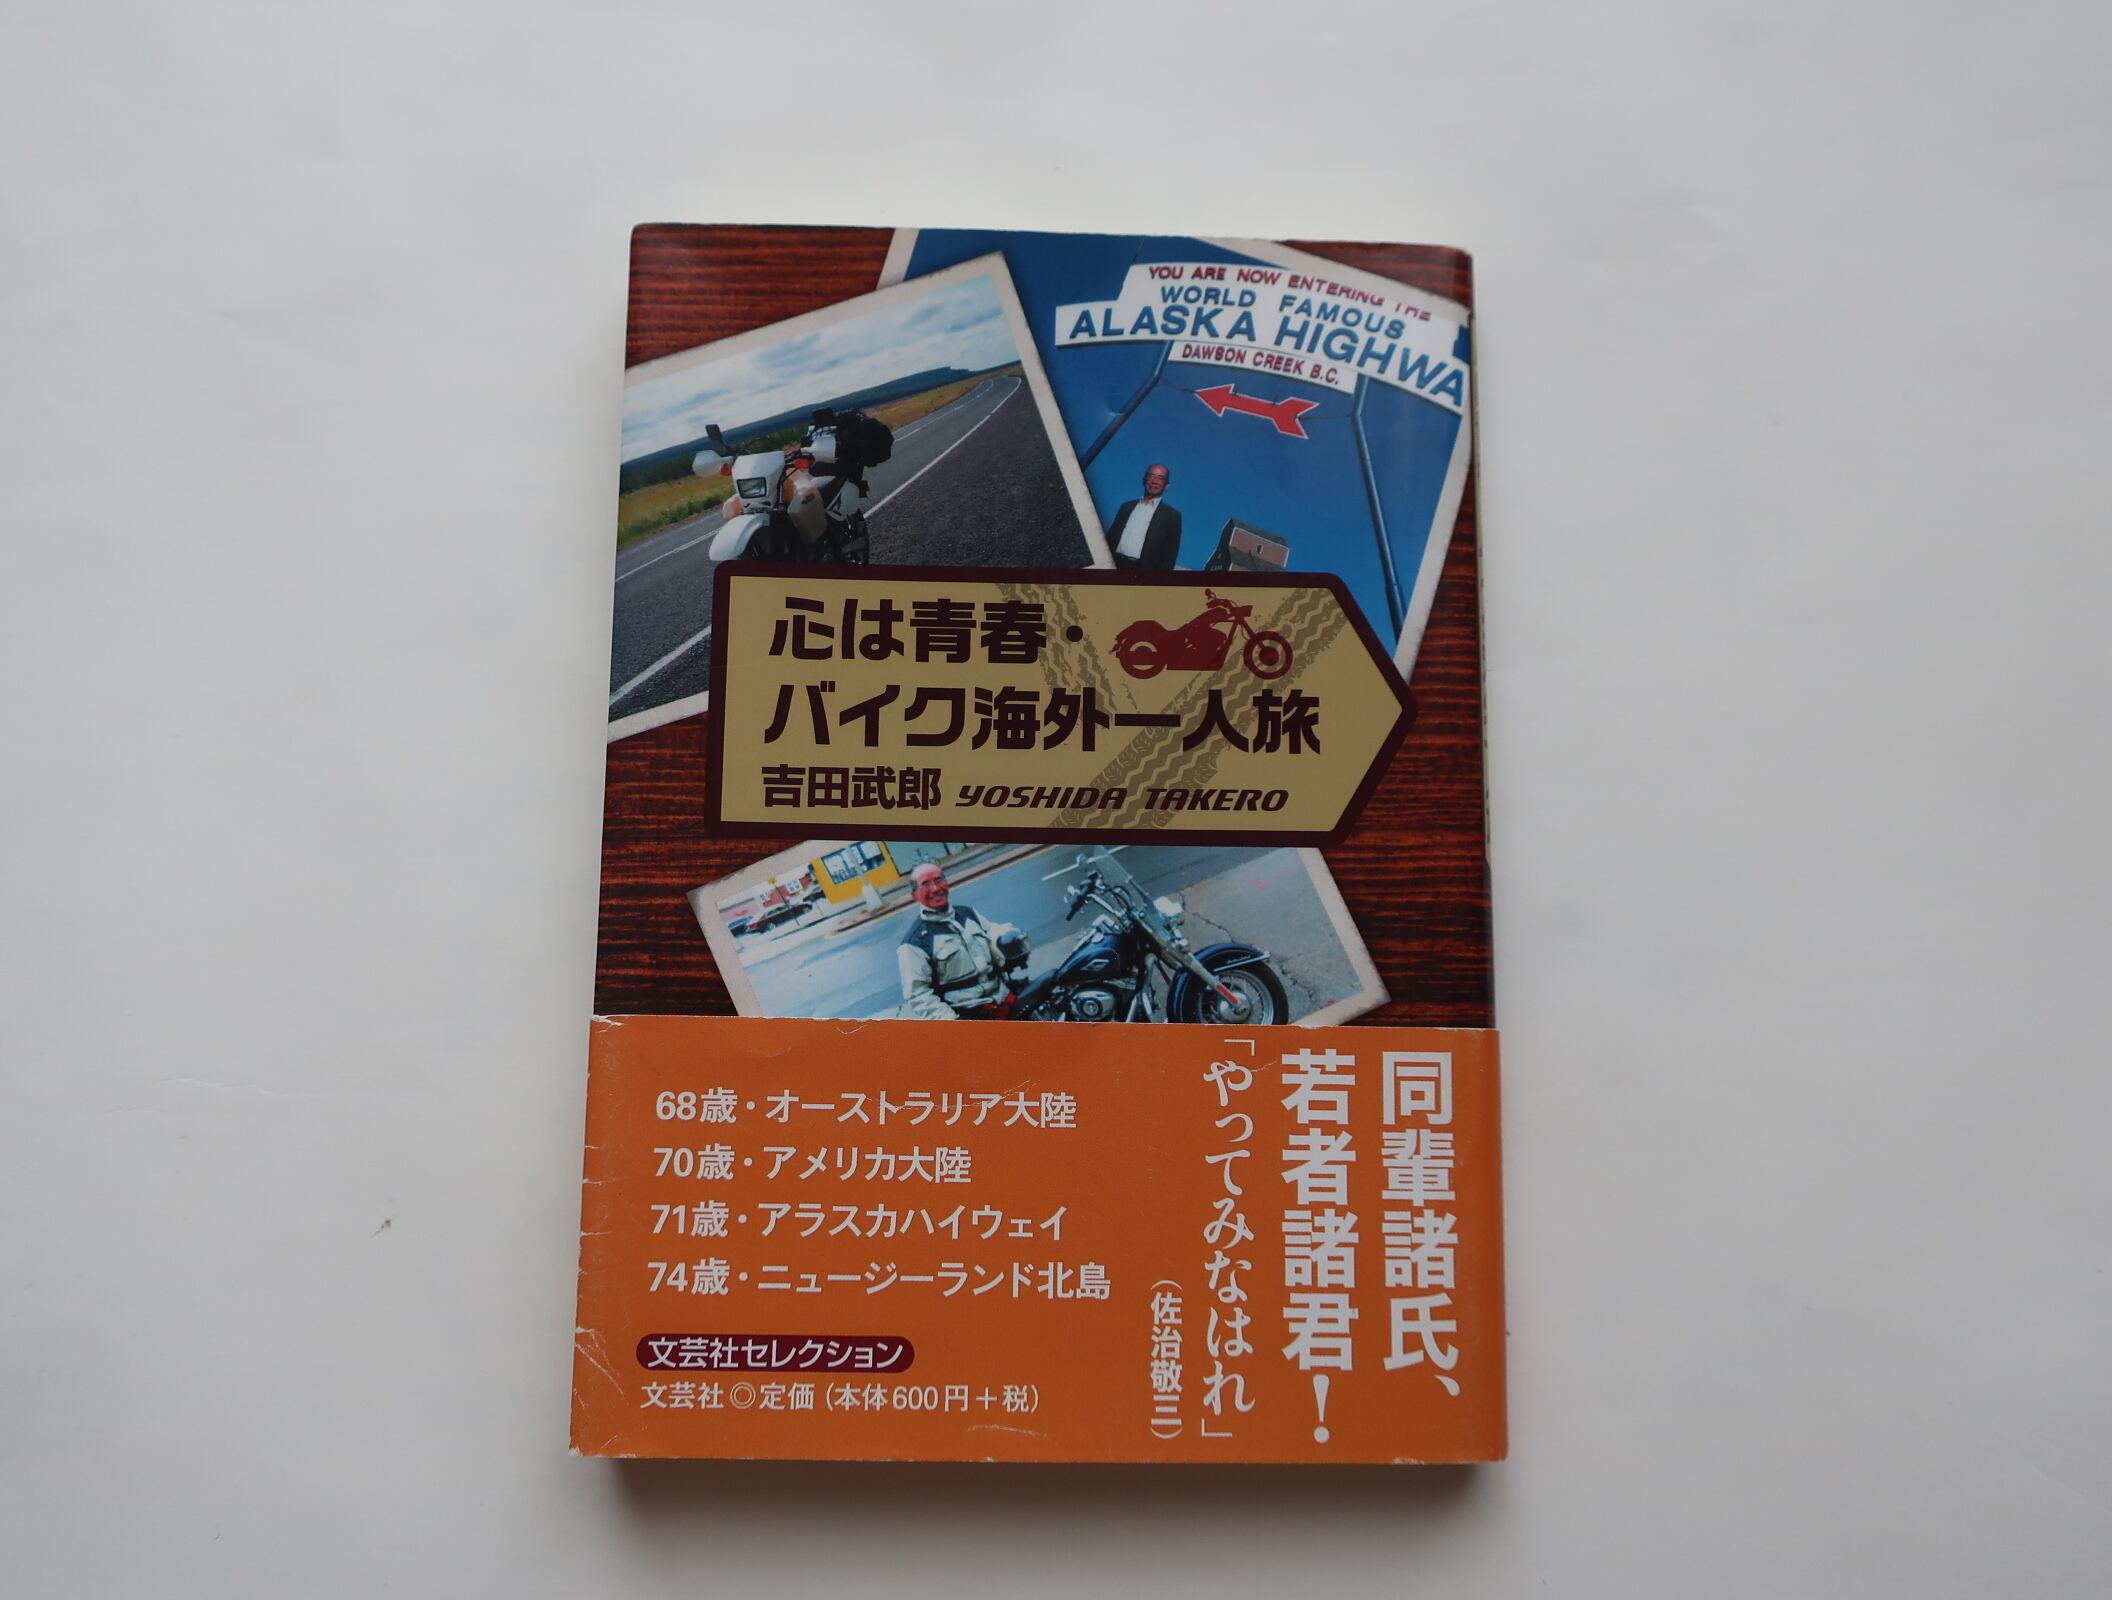 YOU ARE NOW ENTERING THE
WORLD FAMOUS
ALASKA HIGHWA
DAWSON CREEK B.C.
心は青春・
バイク海外一人旅
吉田武郎 YOSHIDA TAKERO
同輩諸氏、
若者諸君！
「やってみなはれ」
（佐治敬三）
68歳・オーストラリア大陸
70歳・アメリカ大陸
71歳・アラスカハイウェイ
74歳・ニュージーランド北島
文芸社セレクション
文芸社◎定価（本体600円＋税）